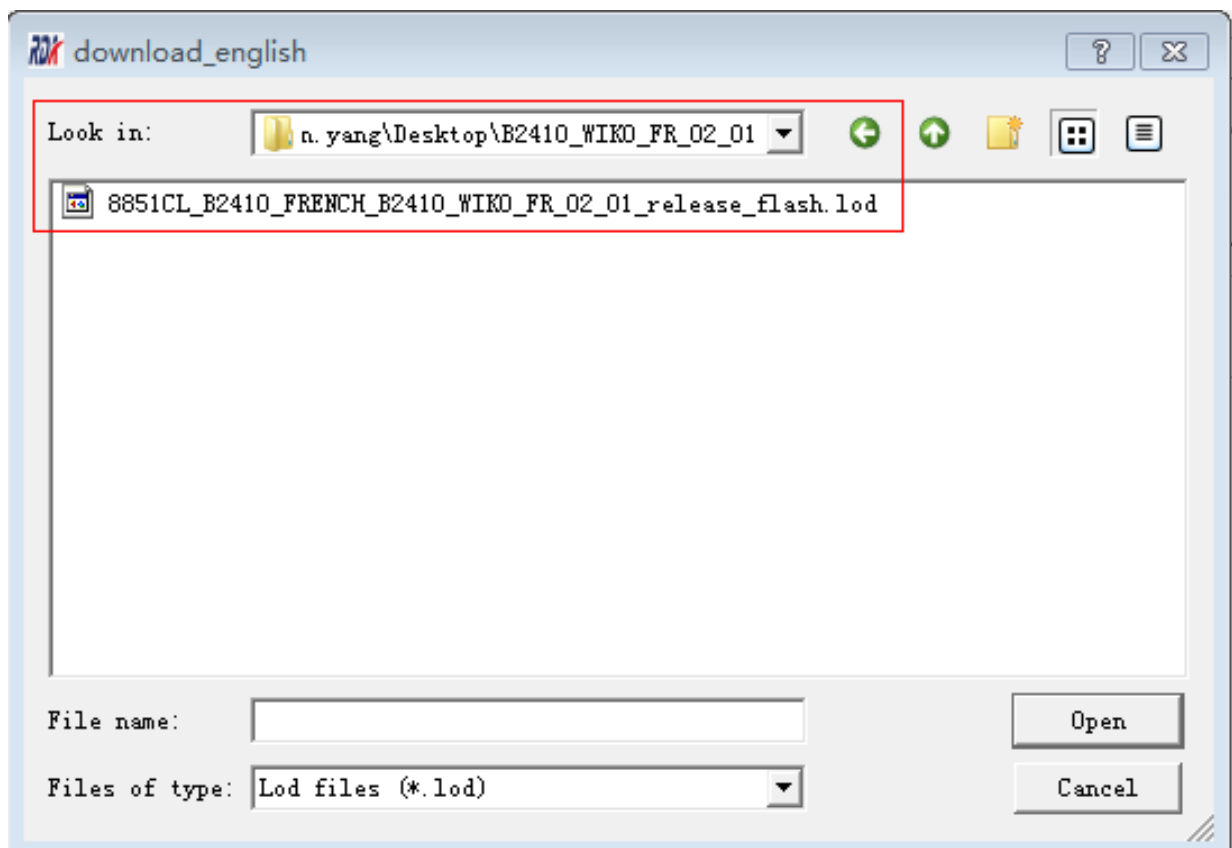 RDA download_english
Look in: n.yang\Desktop\B2410_WIKO_FR_02_01
8851CL_B2410_FRENCH_B2410_WIKO_FR_02_01_release_flash.lod
File name:
Open
Files of type: Lod files (*.lod)
Cancel